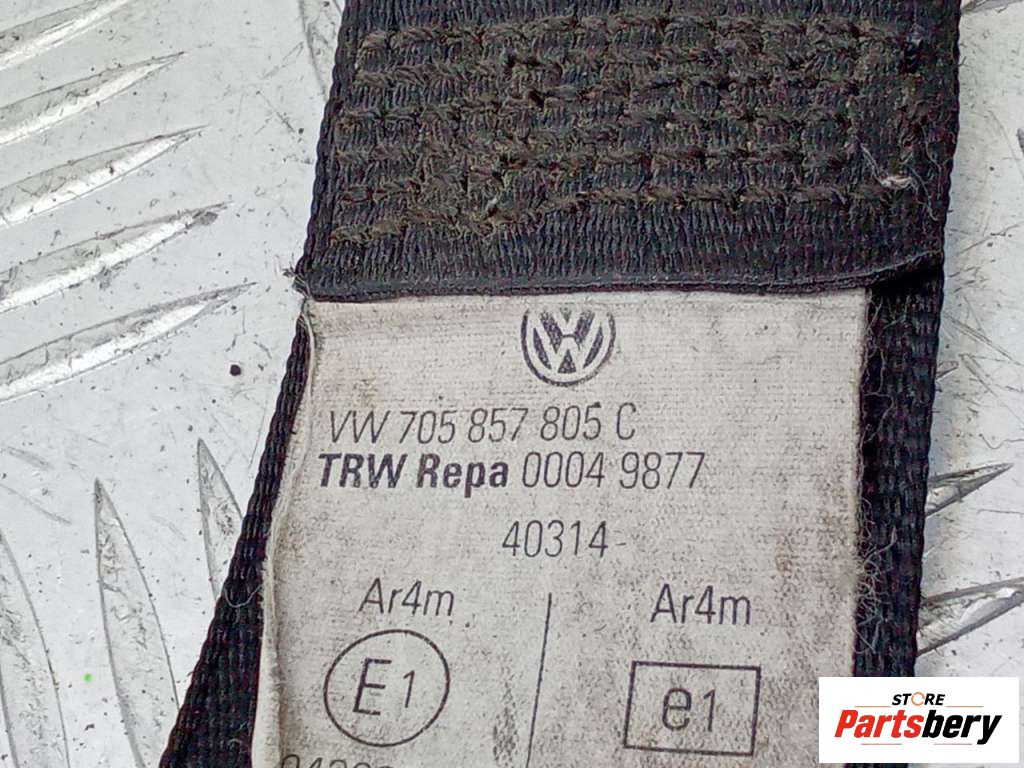 VW 705 857 805 C
TRW Repa 0004 9877
40314-
Ar4m Ar4m
E1 e1
STORE
Partsbery